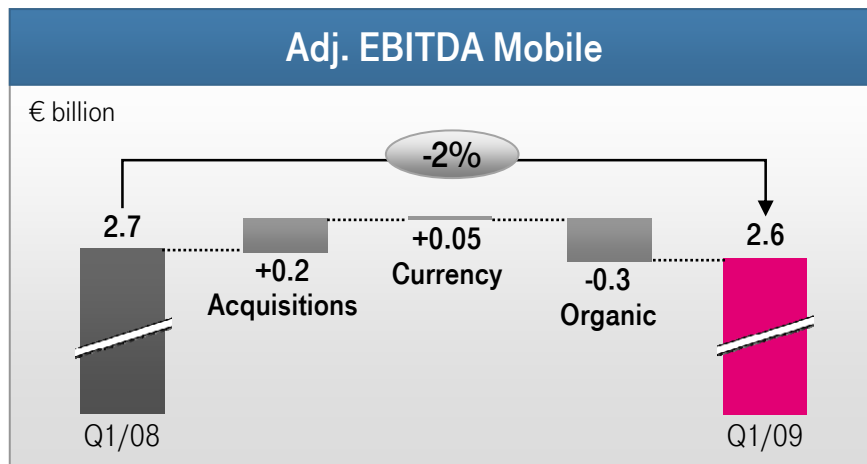 Adj. EBITDA Mobile
€ billion
-2%
2.7
+0.2
Acquisitions
+0.05
Currency
-0.3
Organic
2.6
Q1/08
Q1/09